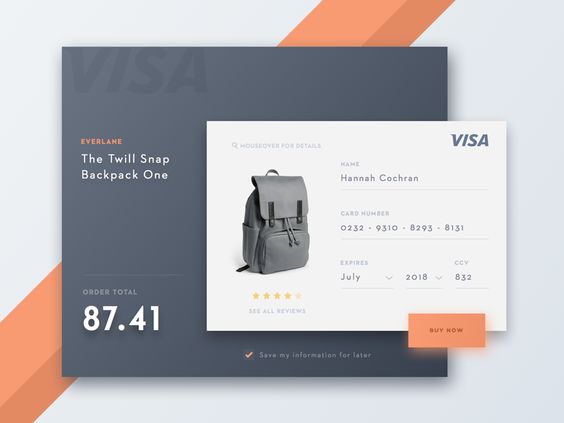 VISA
EVERLANE
The Twill Snap
Backpack One
ORDER TOTAL
87.41
MOUSEOVER FOR DETAILS
SEE ALL REVIEWS
VISA
NAME
Hannah Cochran
CARD NUMBER
0232 - 9310 - 8293 - 8131
EXPIRES
CCV
July
2018
832
BUY NOW
Save my information for later